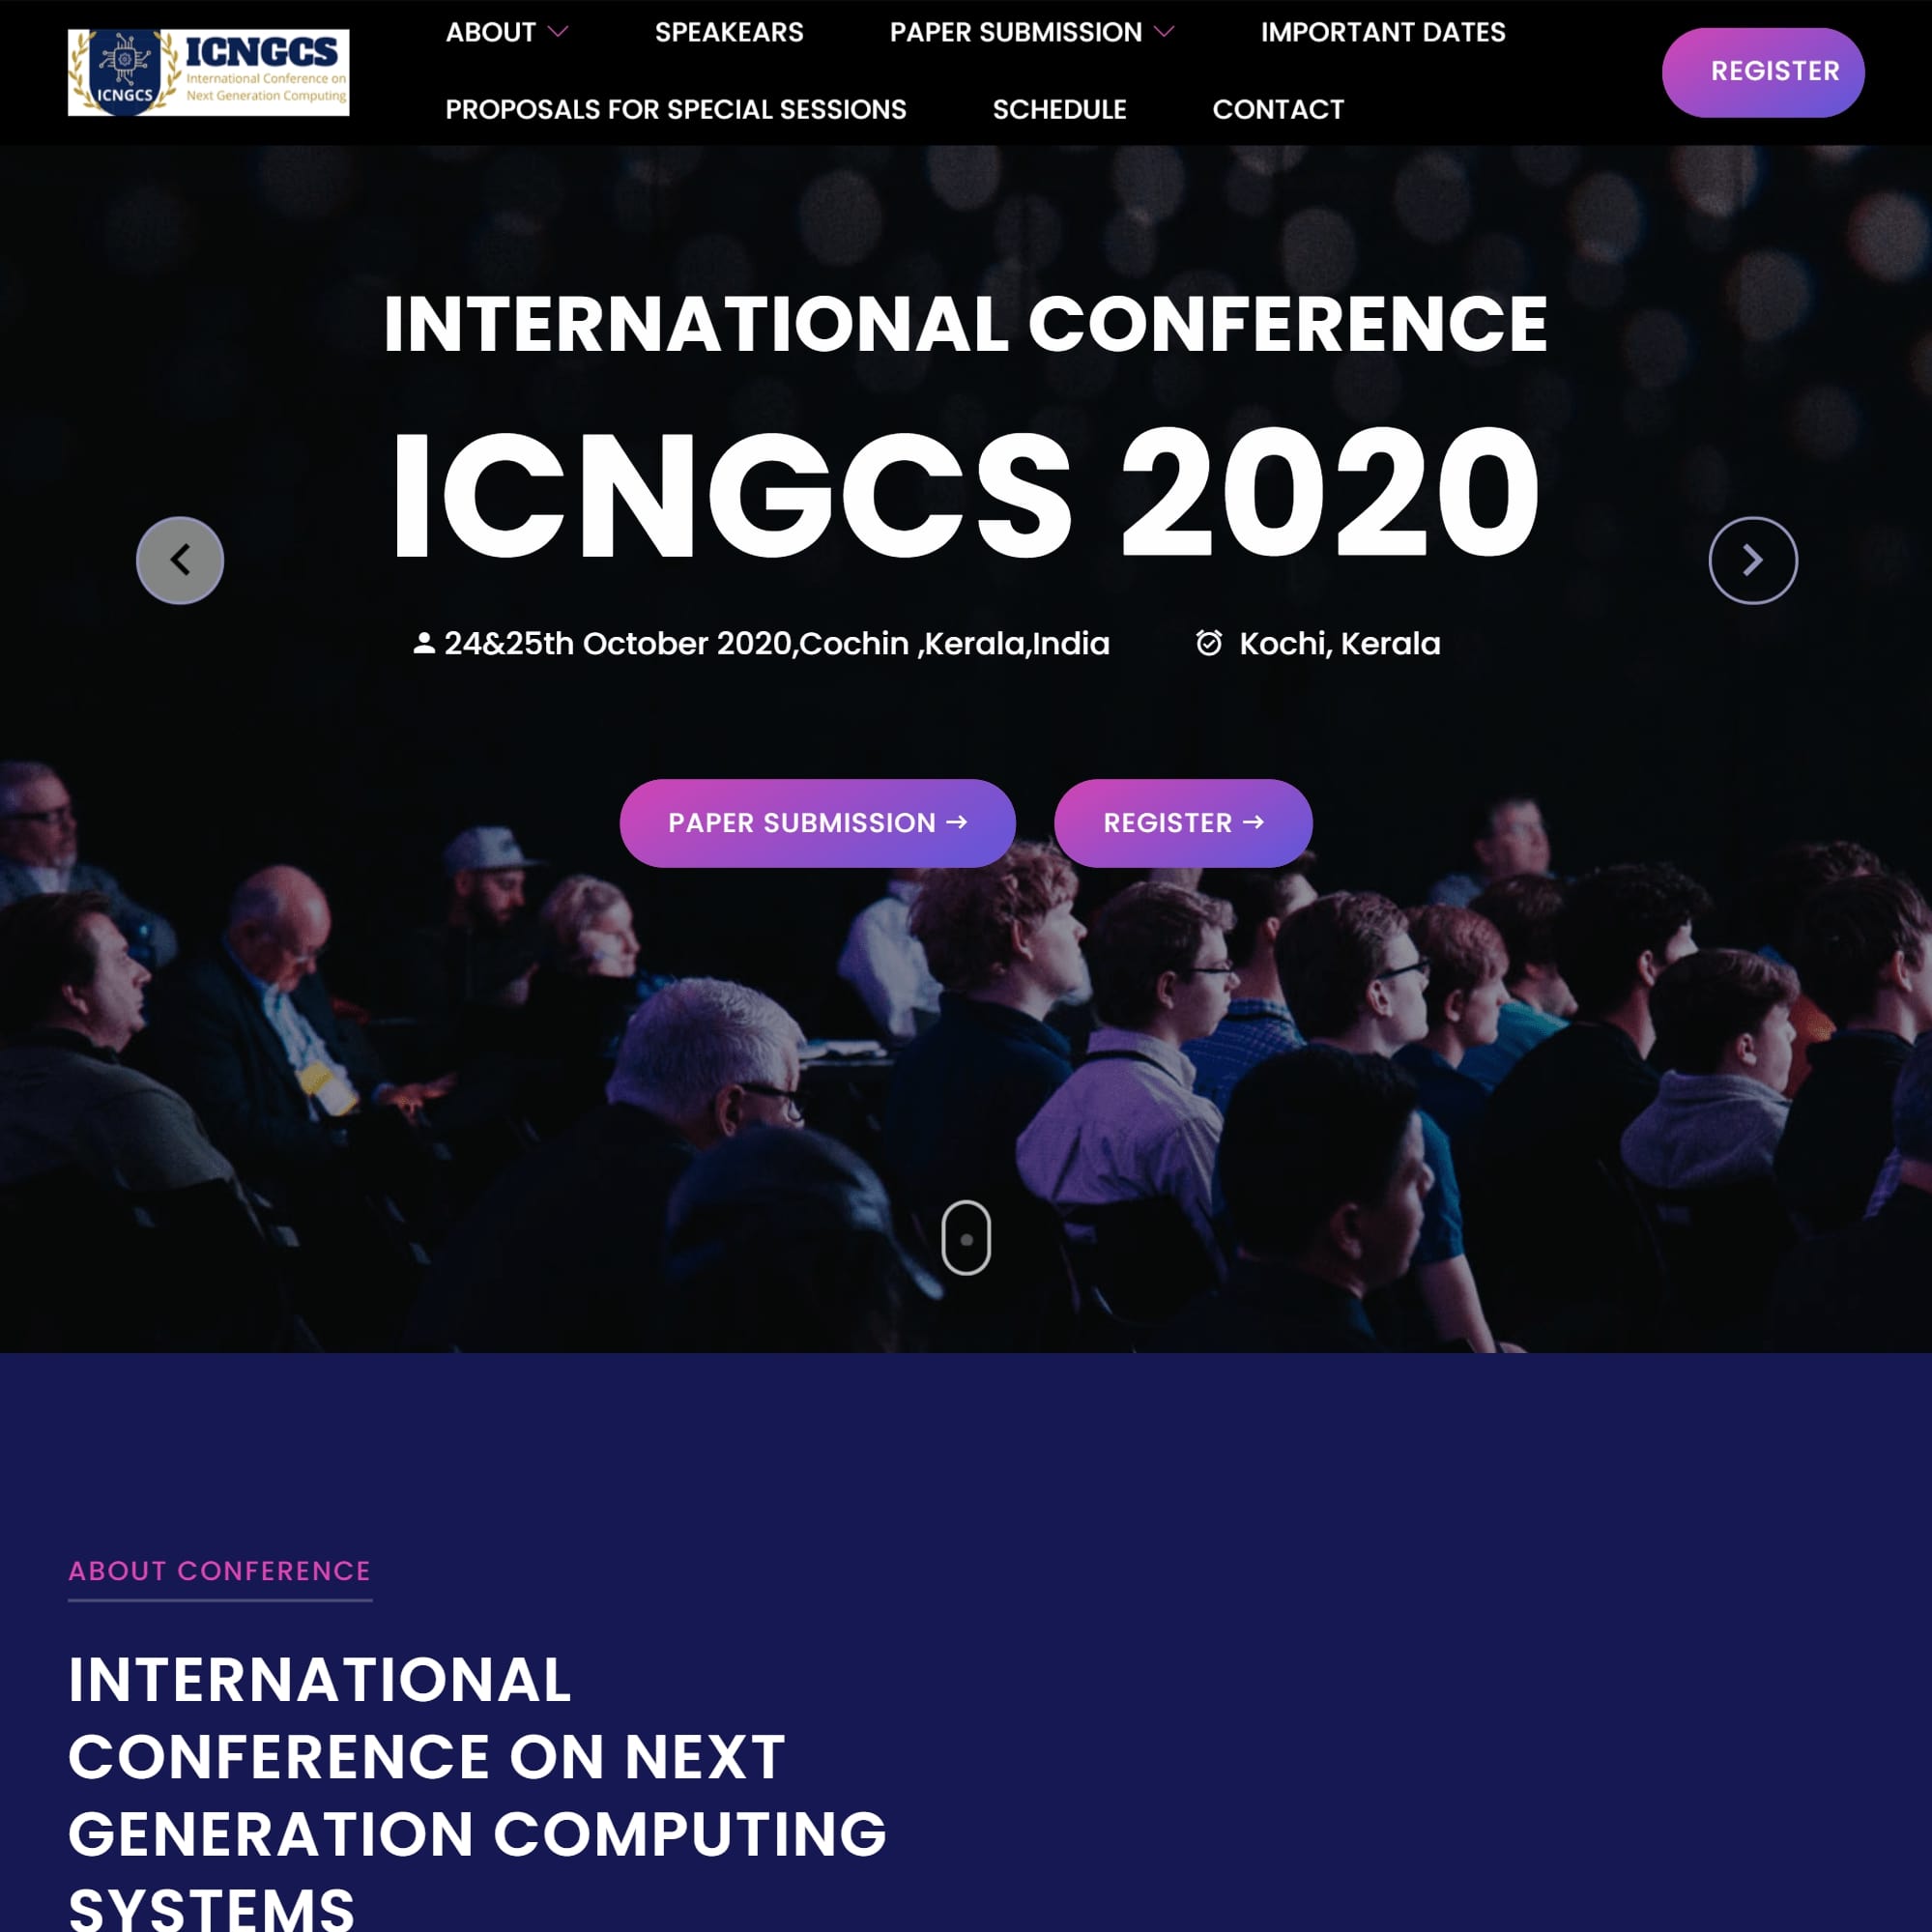 ICNGCS
International Conference on
Next Generation Computing
ICNGCS
ABOUT
SPEAKEARS
PAPER SUBMISSION
IMPORTANT DATES
PROPOSALS FOR SPECIAL SESSIONS
SCHEDULE
CONTACT
REGISTER
INTERNATIONAL CONFERENCE
ICNGCS 2020
24&25th October 2020,Cochin ,Kerala,India
Kochi, Kerala
PAPER SUBMISSION →
REGISTER →
ABOUT CONFERENCE
INTERNATIONAL
CONFERENCE ON NEXT
GENERATION COMPUTING
SYSTEMS